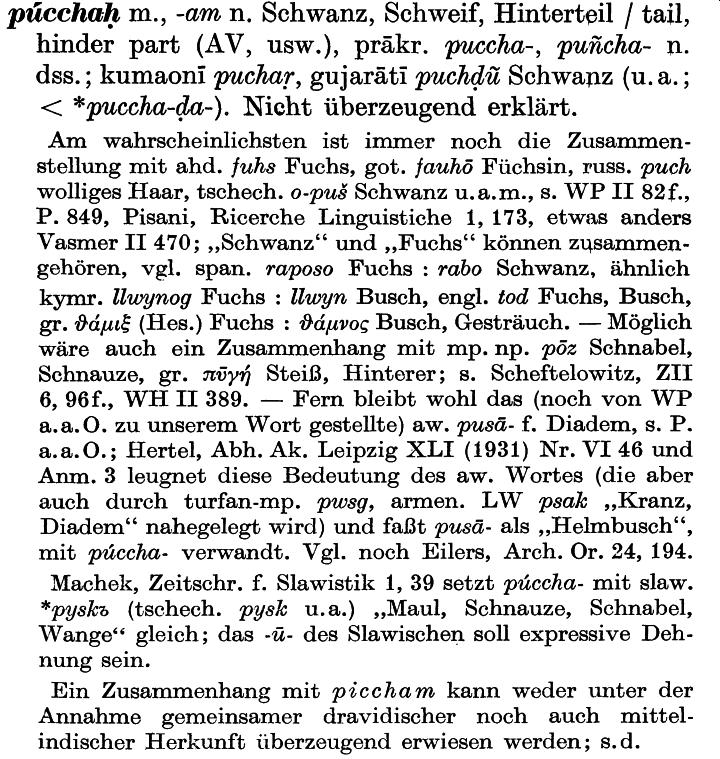 púcchaḥ m., -am n. Schwanz, Schweif, Hinterteil / tail,
hinder part (AV, usw.), prākr. puccha-, puñcha- n.
dss.; kumaonī puchaṛ, gujarātī puchḍũ Schwanz (u.a.;
< *puccha-ḍa-). Nicht überzeugend erklärt.
Am wahrscheinlichsten ist immer noch die Zusammen-
stellung mit ahd. fuhs Fuchs, got. fauhō Füchsin, russ. puch
wolliges Haar, tschech. o-puš Schwanz u.a.m., s. WP II 82f.,
P. 849, Pisani, Ricerche Linguistiche 1, 173, etwas anders
Vasmer II 470; „Schwanz“ und „Fuchs“ können zusammen-
gehören, vgl. span. raposo Fuchs : rabo Schwanz, ähnlich
kymr. llwynog Fuchs : llwyn Busch, engl. tod Fuchs, Busch,
gr. θάμιξ (Hes.) Fuchs : θάμνος Busch, Gesträuch. — Möglich
wäre auch ein Zusammenhang mit mp. np. pōz Schnabel,
Schnauze, gr. πῡγή Steiß, Hinterer; s. Scheftelowitz, ZII
6, 96f., WH II 389. — Fern bleibt wohl das (noch von WP
a.a.O. zu unserem Wort gestellte) aw. pusā- f. Diadem, s. P.
a.a.O.; Hertel, Abh. Ak. Leipzig XLI (1931) Nr. VI 46 und
Anm. 3 leugnet diese Bedeutung des aw. Wortes (die aber
auch durch turfan-mp. pwsg, armen. LW psak „Kranz,
Diadem“ nahegelegt wird) und faßt pusā- als „Helmbusch“,
mit púccha- verwandt. Vgl. noch Eilers, Arch. Or. 24, 194.
Machek, Zeitschr. f. Slawistik 1, 39 setzt púccha- mit slaw.
*pyskъ (tschech. pysk u.a.) „Maul, Schnauze, Schnabel,
Wange“ gleich; das -ū- des Slawischen soll expressive Deh-
nung sein.
Ein Zusammenhang mit piccham kann weder unter der
Annahme gemeinsamer dravidischer noch auch mittel-
indischer Herkunft überzeugend erwiesen werden; s.d.